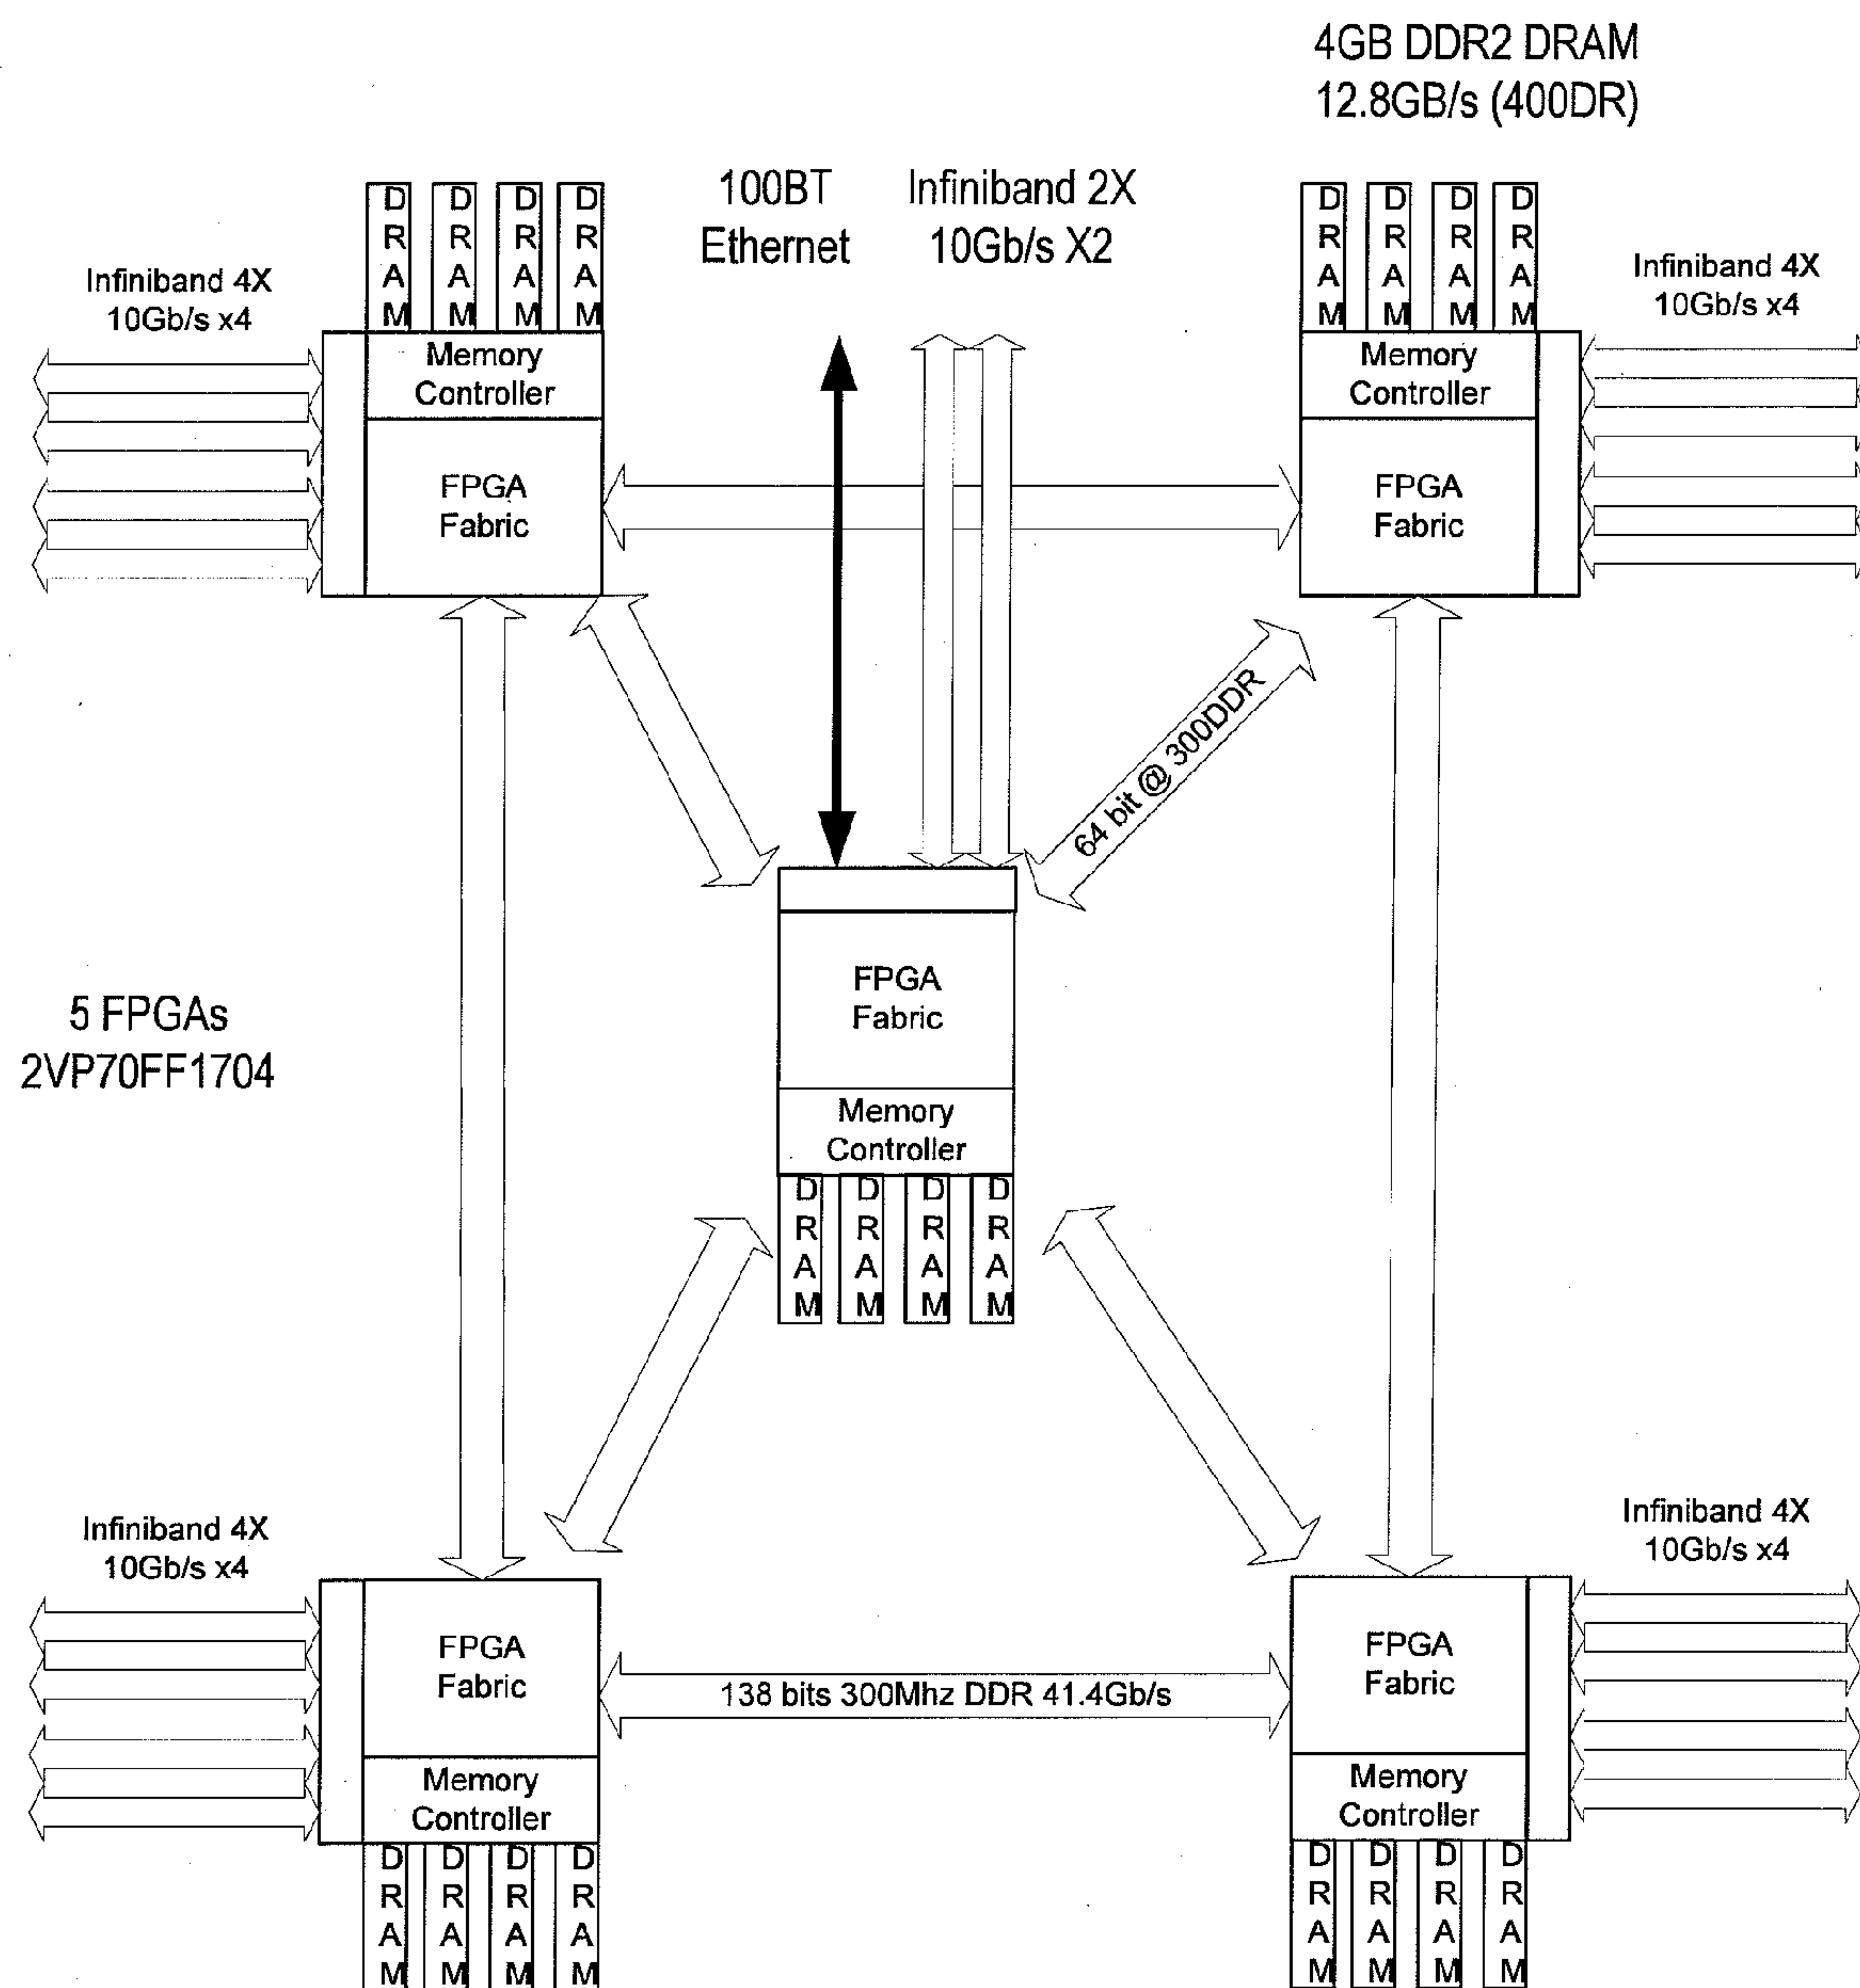 4GB DDR2 DRAM
12.8GB/s (400DR)
100BT
Ethernet
Infiniband 2X
10Gb/s X2
DRAM
DRAM
DRAM
DRAM
DRAM
DRAM
DRAM
DRAM
Infiniband 4X
10Gb/s x4
Infiniband 4X
10Gb/s x4
Memory
Controller
Memory
Controller
FPGA
Fabric
FPGA
Fabric
64 bit @ 300DDR
5 FPGAs
2VP70FF1704
FPGA
Fabric
Memory
Controller
DRAM
DRAM
DRAM
DRAM
Infiniband 4X
10Gb/s x4
Infiniband 4X
10Gb/s x4
FPGA
Fabric
138 bits 300Mhz DDR 41.4Gb/s
FPGA
Fabric
Memory
Controller
Memory
Controller
DRAM
DRAM
DRAM
DRAM
DRAM
DRAM
DRAM
DRAM